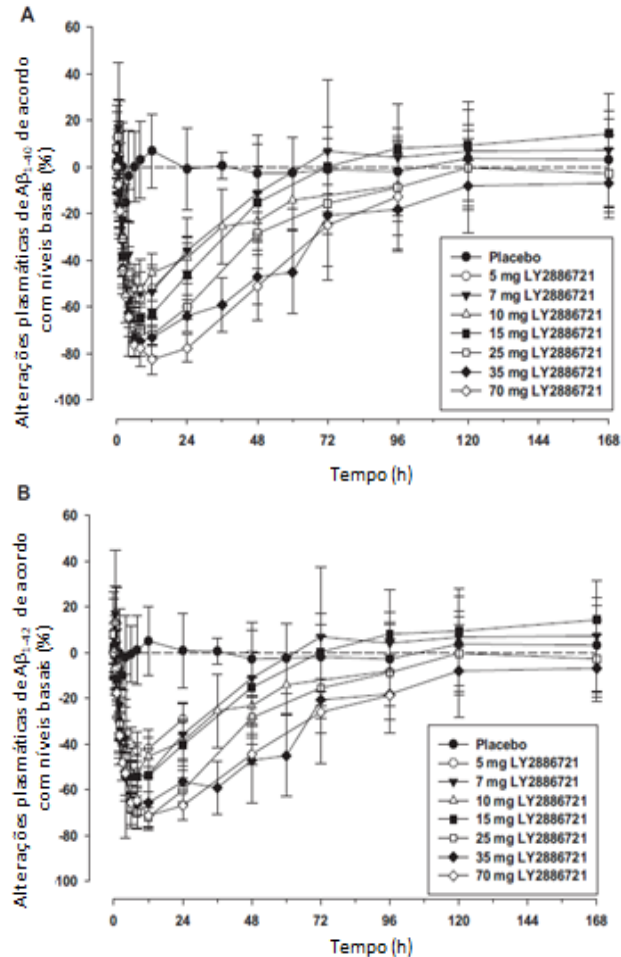 A
Alterações plasmáticas de Aβ1-40 de acordo
com níveis basais (%)
60
40
20
0
-20
-40
-60
-80
-100
Placebo
5 mg LY2886721
7 mg LY2886721
10 mg LY2886721
15 mg LY2886721
25 mg LY2886721
35 mg LY2886721
70 mg LY2886721
0 24 48 72 96 120 144 168
Tempo (h)
B
Alterações plasmáticas de Aβ1-42 de acordo
com níveis basais (%)
60
40
20
0
-20
-40
-60
-80
-100
Placebo
5 mg LY2886721
7 mg LY2886721
10 mg LY2886721
15 mg LY2886721
25 mg LY2886721
35 mg LY2886721
70 mg LY2886721
0 24 48 72 96 120 144 168
Tempo (h)